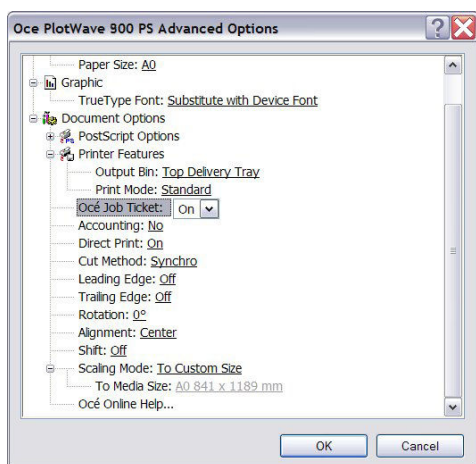 Oce PlotWave 900 PS Advanced Options
Paper Size: A0
Graphic
TrueType Font: Substitute with Device Font
Document Options
PostScript Options
Printer Features
Output Bin: Top Delivery Tray
Print Mode: Standard
Océ Job Ticket: On
Accounting: No
Direct Print: On
Cut Method: Synchro
Leading Edge: Off
Trailing Edge: Off
Rotation: 0°
Alignment: Center
Shift: Off
Scaling Mode: To Custom Size
To Media Size: A0 841 x 1189 mm
Océ Online Help...
OK Cancel